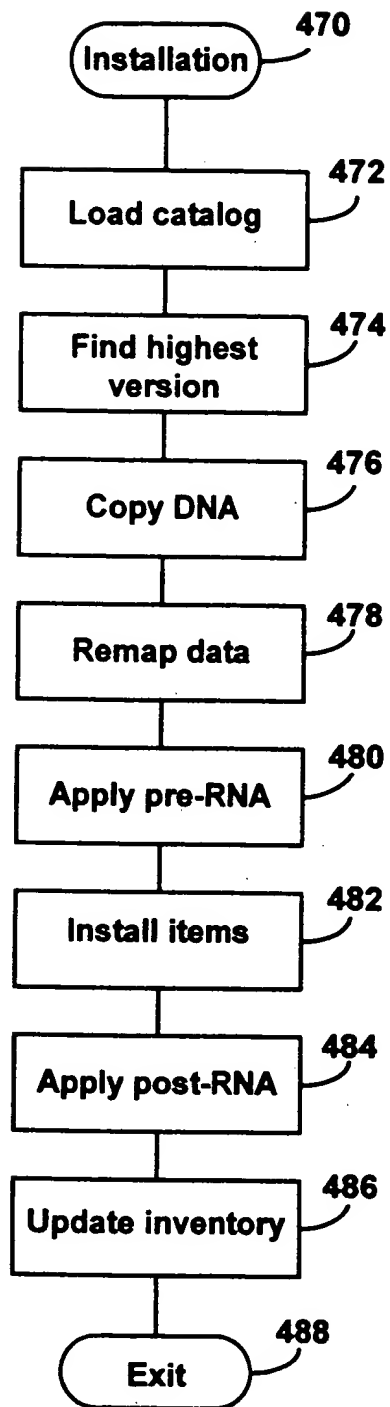 470
Installation
472
Load catalog
474
Find highest
version
476
Copy DNA
478
Remap data
480
Apply pre-RNA
482
Install items
484
Apply post-RNA
486
Update inventory
488
Exit